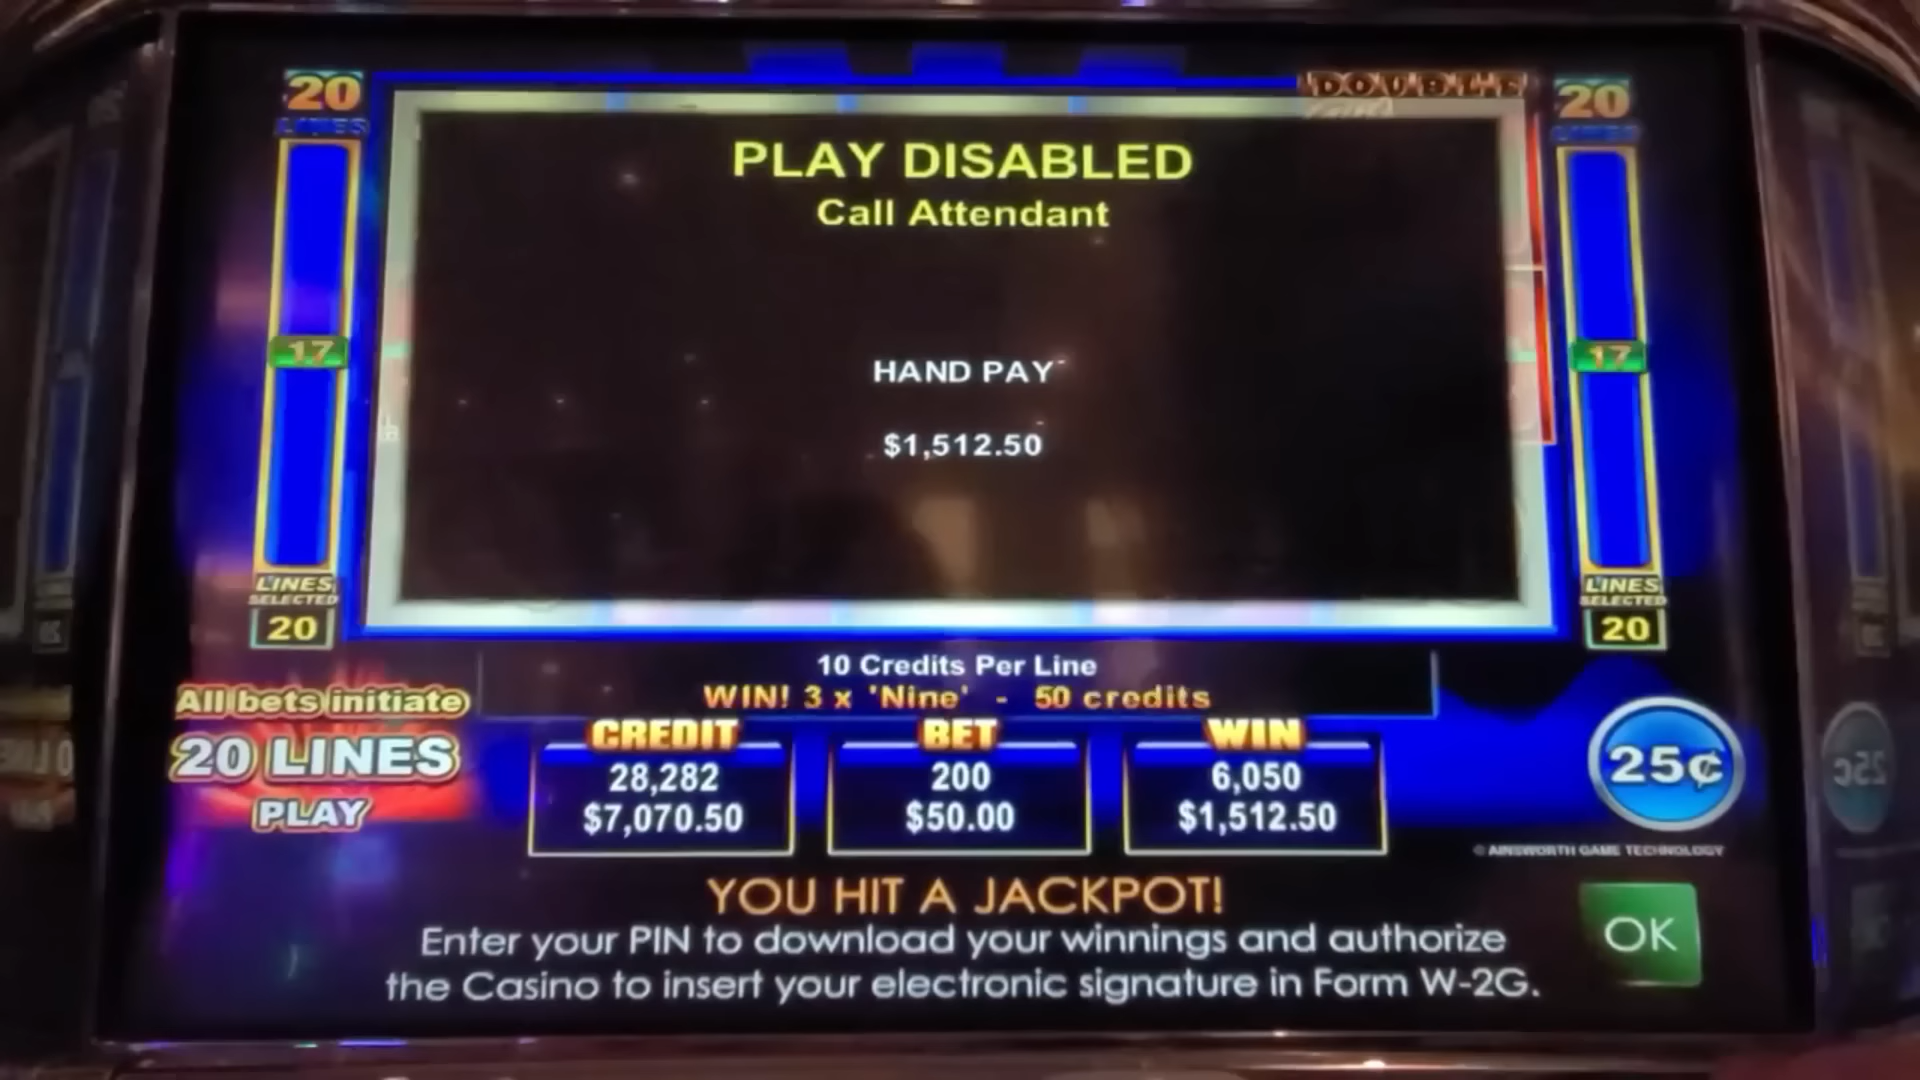 20
DOUBLE
20
LINES
LINES
PLAY DISABLED
Call Attendant
17
HAND PAY
17
$1,512.50
LINES
SELECTED
20
LINES
SELECTED
20
10 Credits Per Line
WIN! 3 x 'Nine' - 50 credits
All bets initiate
20 LINES
PLAY
CREDIT
28,282
$7,070.50
BET
200
$50.00
WIN
6,050
$1,512.50
25¢
© AINSWORTH GAME TECHNOLOGY
YOU HIT A JACKPOT!
Enter your PIN to download your winnings and authorize
the Casino to insert your electronic signature in Form W-2G.
OK